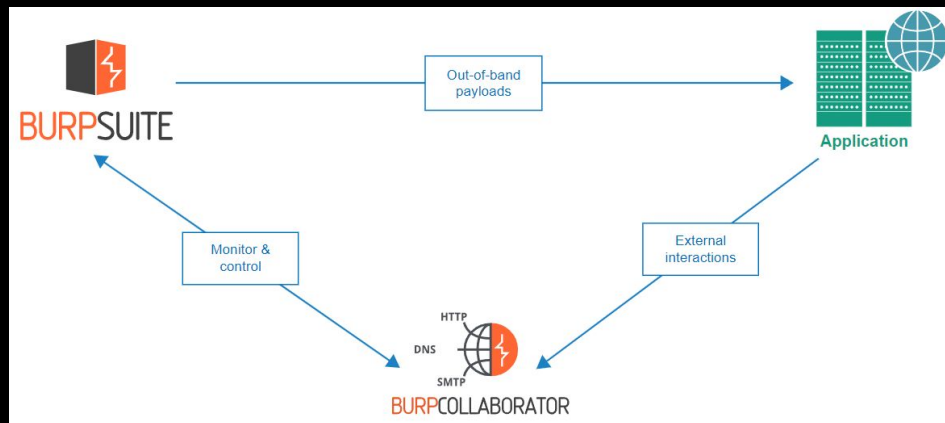 Out-of-band
payloads
BURPSUITE
Application
Monitor &
control
External
interactions
HTTP
DNS
SMTP
BURPCOLLABORATOR